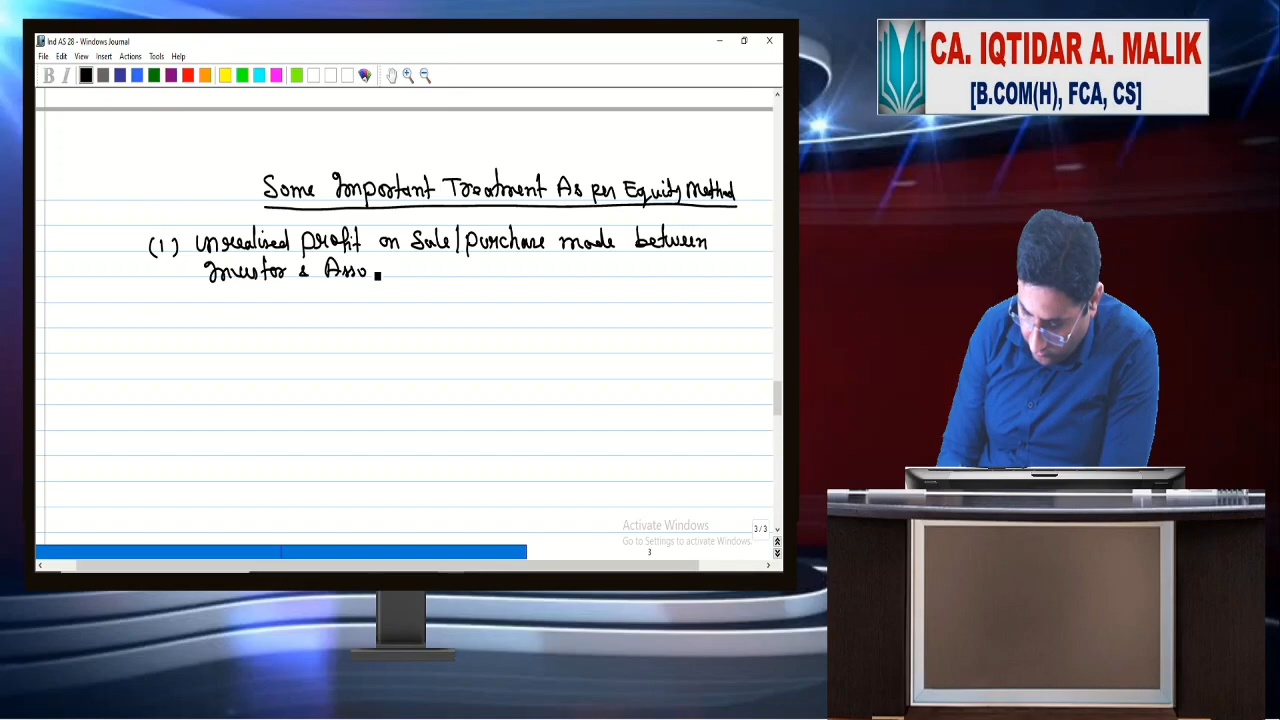 Ind AS 28 - Windows Journal
File Edit View Insert Actions Tools Help
B I
Some Important Treatment As per Equity Method
(1) Unrealised profit on Sale/purchase made between
Investor & Asso
Activate Windows
Go to Settings to activate Windows.
3/3
3
CA. IQTIDAR A. MALIK
[B.COM(H), FCA, CS]